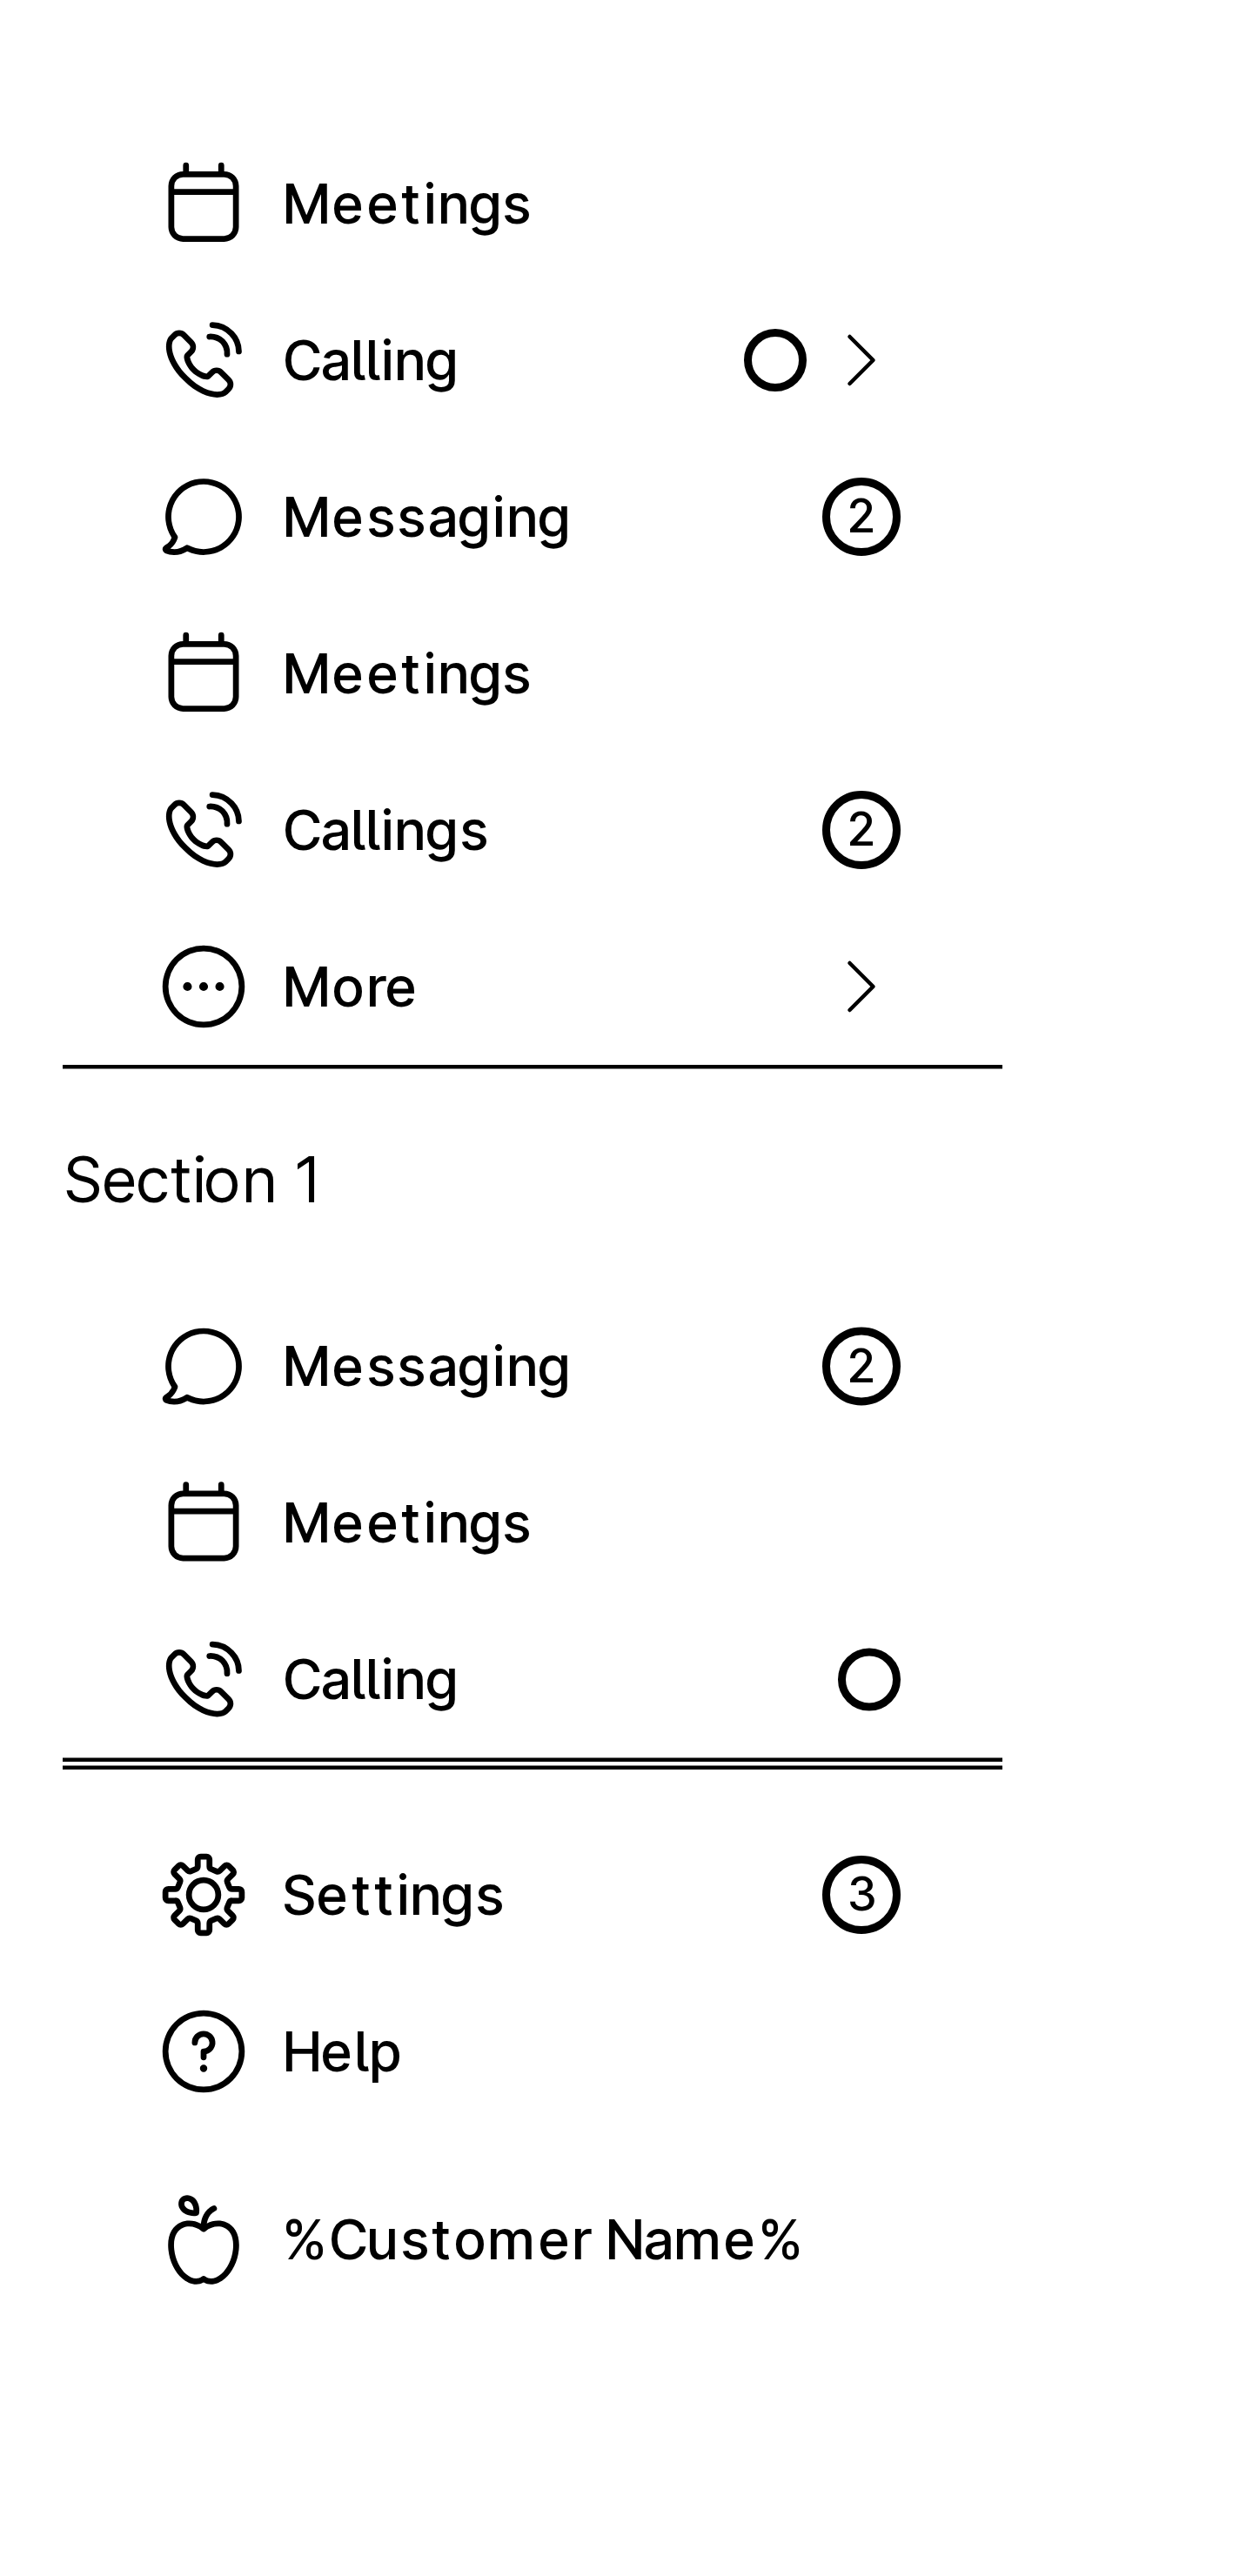 Meetings
Calling
Messaging 2
Meetings
Callings 2
More
Section 1
Messaging 2
Meetings
Calling
Settings 3
Help
%Customer Name%